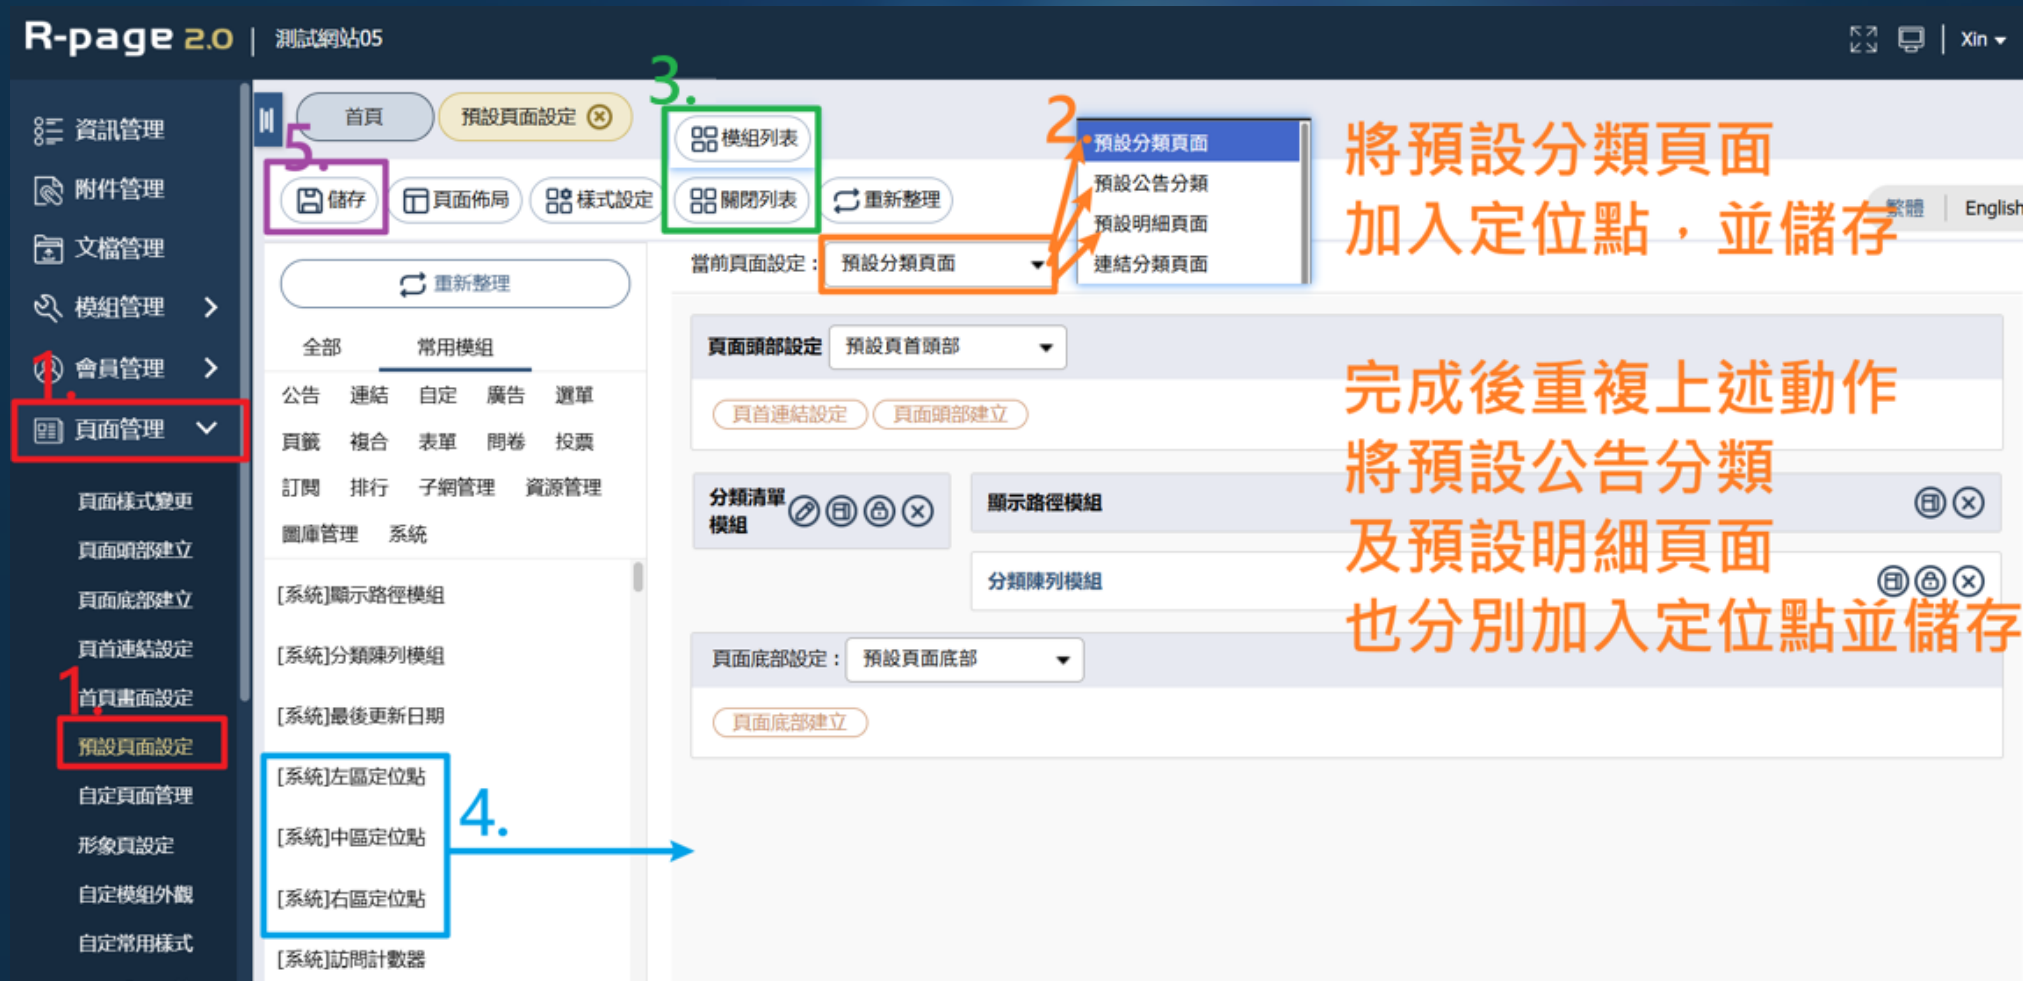 R-page 2.0 | 測試網站05
Xin
資訊管理
附件管理
文檔管理
模組管理
會員管理
1.
頁面管理
頁面樣式變更
頁面頭部建立
頁面底部建立
頁首連結設定
1.
首頁畫面設定
預設頁面設定
自定頁面管理
形象頁設定
自定模組外觀
自定常用樣式
首頁
預設頁面設定
3.
模組列表
5.
儲存
頁面佈局
樣式設定
關閉列表
重新整理
繁體
English
2.
預設分類頁面
預設公告分類
預設明細頁面
連結分類頁面
將預設分類頁面
加入定位點，並儲存
當前頁面設定：
預設分類頁面
重新整理
全部
常用模組
公告 連結 自定 廣告 選單
頁籤 複合 表單 問卷 投票
訂閱 排行 子網管理 資源管理
圖庫管理 系統
[系統]顯示路徑模組
[系統]分類陳列模組
[系統]最後更新日期
[系統]左區定位點
[系統]中區定位點
[系統]右區定位點
[系統]訪問計數器
4.
頁面頭部設定
預設頁首頭部
頁首連結設定
頁面頭部建立
分類清單
模組
顯示路徑模組
分類陳列模組
頁面底部設定：
預設頁面底部
頁面底部建立
完成後重複上述動作
將預設公告分類
及預設明細頁面
也分別加入定位點並儲存